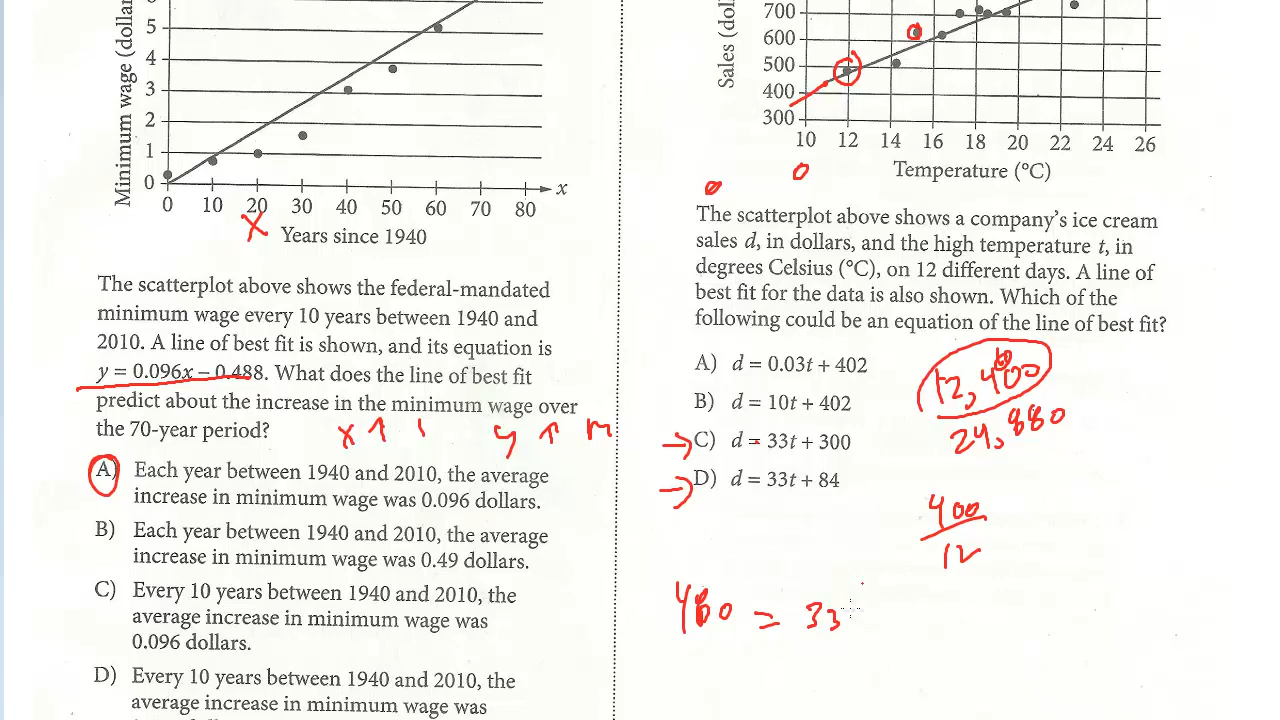 Minimum wage (dollar
5
4
3
2
1
0
0 10 20 30 40 50 60 70 80
x
X
Years since 1940
The scatterplot above shows the federal-mandated
minimum wage every 10 years between 1940 and
2010. A line of best fit is shown, and its equation is
y = 0.096x – 0.488. What does the line of best fit
predict about the increase in the minimum wage over
the 70-year period?
x ↑ y ↑ m
A) Each year between 1940 and 2010, the average
increase in minimum wage was 0.096 dollars.
B) Each year between 1940 and 2010, the average
increase in minimum wage was 0.49 dollars.
C) Every 10 years between 1940 and 2010, the
average increase in minimum wage was
0.096 dollars.
D) Every 10 years between 1940 and 2010, the
average increase in minimum wage was
Sales (dol
700
600
500
400
300
10 12 14 16 18 20 22 24 26
Temperature (°C)
The scatterplot above shows a company's ice cream
sales d, in dollars, and the high temperature t, in
degrees Celsius (°C), on 12 different days. A line of
best fit for the data is also shown. Which of the
following could be an equation of the line of best fit?
A) d = 0.03t + 402
B) d = 10t + 402
C) d = 33t + 300
D) d = 33t + 84
24,880
400
12
= 33